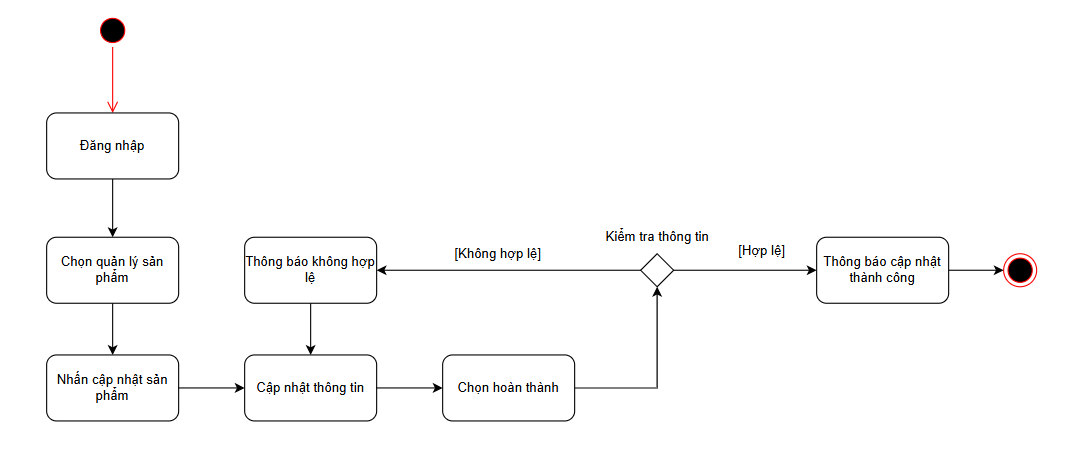 Đăng nhập
Chọn quản lý sản
phẩm
Nhấn cập nhật sản
phẩm
Thông báo không hợp
lệ
Cập nhật thông tin
Chọn hoàn thành
[Không hợp lệ]
Kiểm tra thông tin
[Hợp lệ]
Thông báo cập nhật
thành công